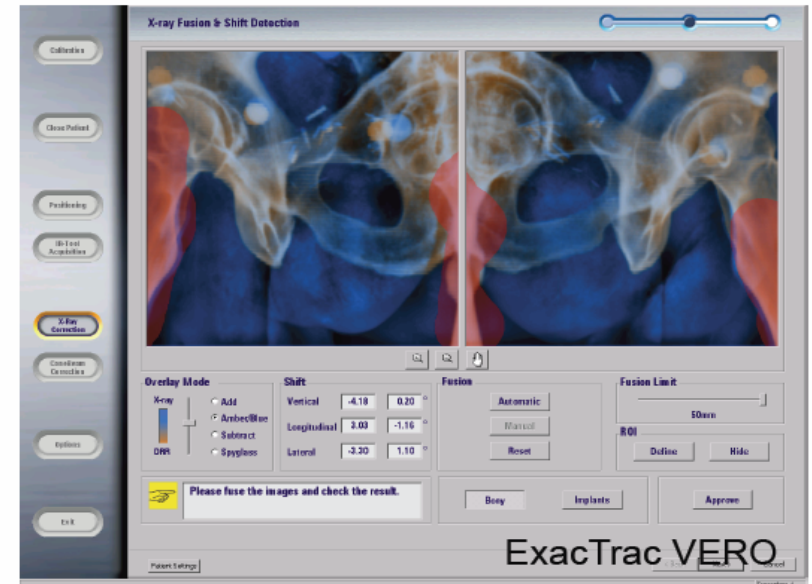 X-ray Fusion & Shift Detection
Calibration
Close Patient
Positioning
Acquisition
X-Ray
Correction
Correction
Options
Exit
Overlay Mode
X-ray
DRR
Add
Amber/Blue
Subtract
Spyglass
Shift
Vertical -4.18 0.20 °
Longitudinal 3.03 -1.16 °
Lateral -3.30 1.10 °
Fusion
Automatic
Manual
Reset
Fusion Limit
50mm
ROI
Define Hide
Please fuse the images and check the result.
Bony Implants Approve
Patient Settings
Cancel
ExacTrac VERO